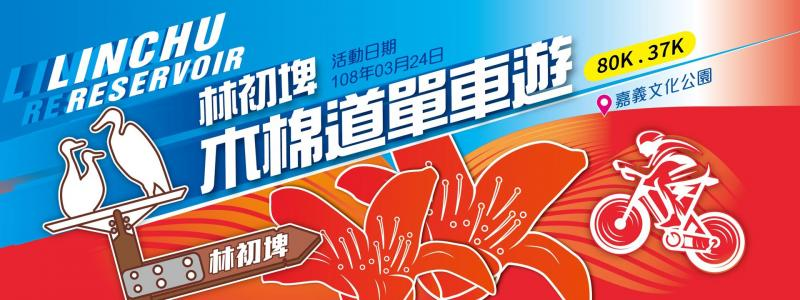 LILINCHU
RERESERVOIR
林初埤
活動日期
108年03月24日
木棉道單車遊
80K . 37K
嘉義文化公園
林初埤